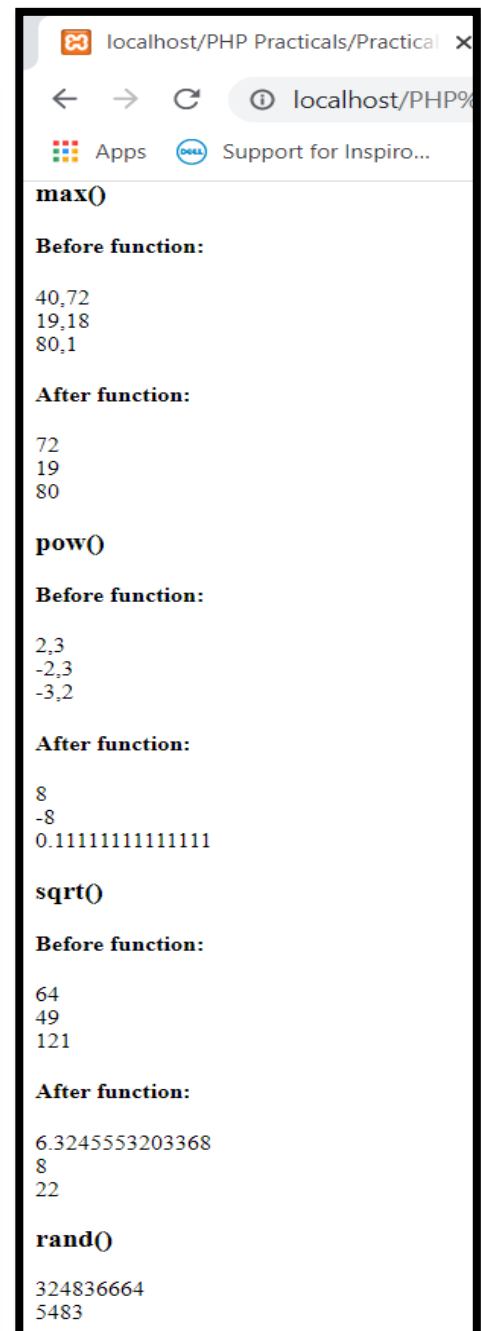 localhost/PHP Practicals/Practical
localhost/PHP%
Apps DELL Support for Inspiro...
max()
Before function:
40,72
19,18
80,1
After function:
72
19
80
pow()
Before function:
2,3
-2,3
-3,2
After function:
8
-8
0.11111111111111
sqrt()
Before function:
64
49
121
After function:
6.3245553203368
8
22
rand()
324836664
5483